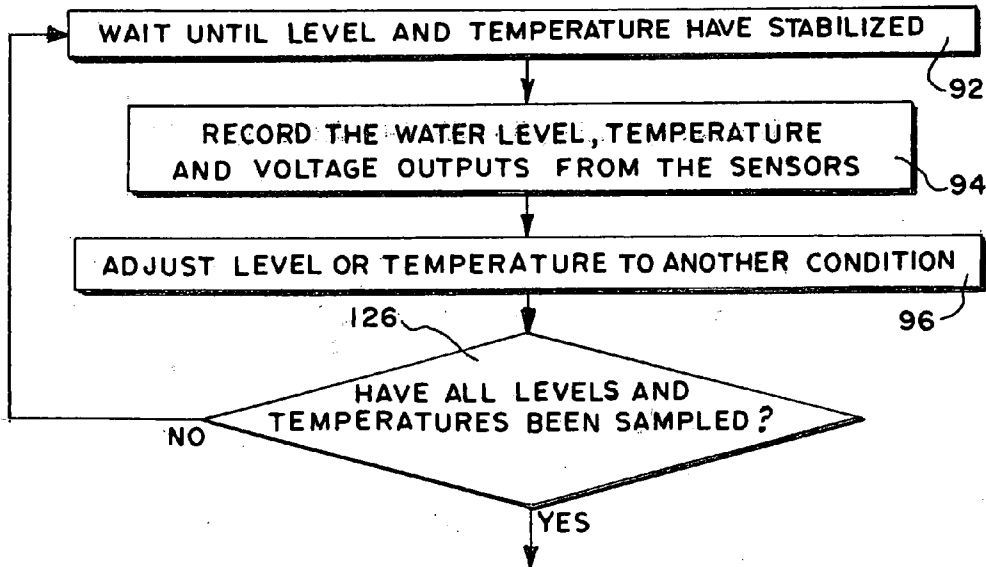 WAIT UNTIL LEVEL AND TEMPERATURE HAVE STABILIZED
92
RECORD THE WATER LEVEL, TEMPERATURE
AND VOLTAGE OUTPUTS FROM THE SENSORS
94
ADJUST LEVEL OR TEMPERATURE TO ANOTHER CONDITION
126
96
HAVE ALL LEVELS AND
TEMPERATURES BEEN SAMPLED?
NO
YES